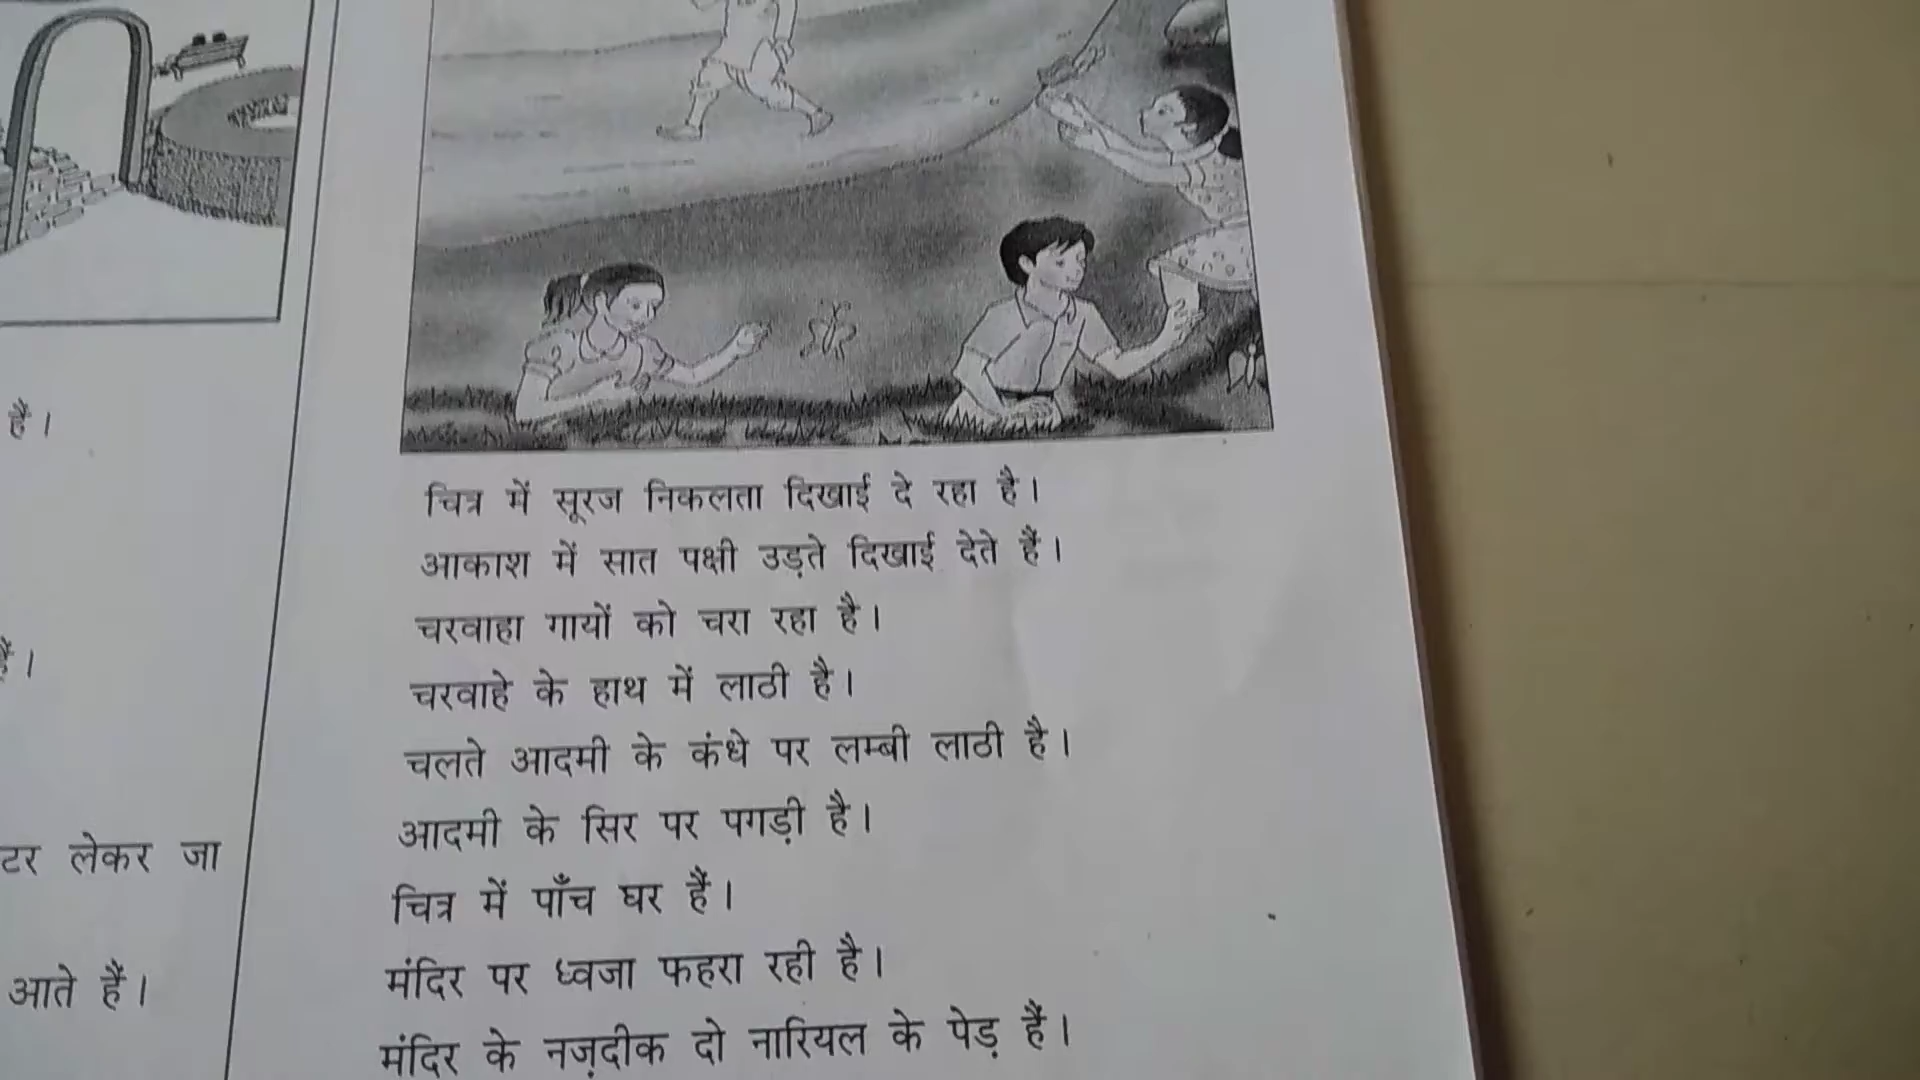 है।
है।
टर लेकर जा
आते हैं।
चित्र में सूरज निकलता दिखाई दे रहा है।
आकाश में सात पक्षी उड़ते दिखाई देते हैं।
चरवाहा गायों को चरा रहा है।
चरवाहे के हाथ में लाठी है।
चलते आदमी के कंधे पर लम्बी लाठी है।
आदमी के सिर पर पगड़ी है।
चित्र में पाँच घर हैं।
मंदिर पर ध्वजा फहरा रही है।
मंदिर के नज़दीक दो नारियल के पेड़ हैं।